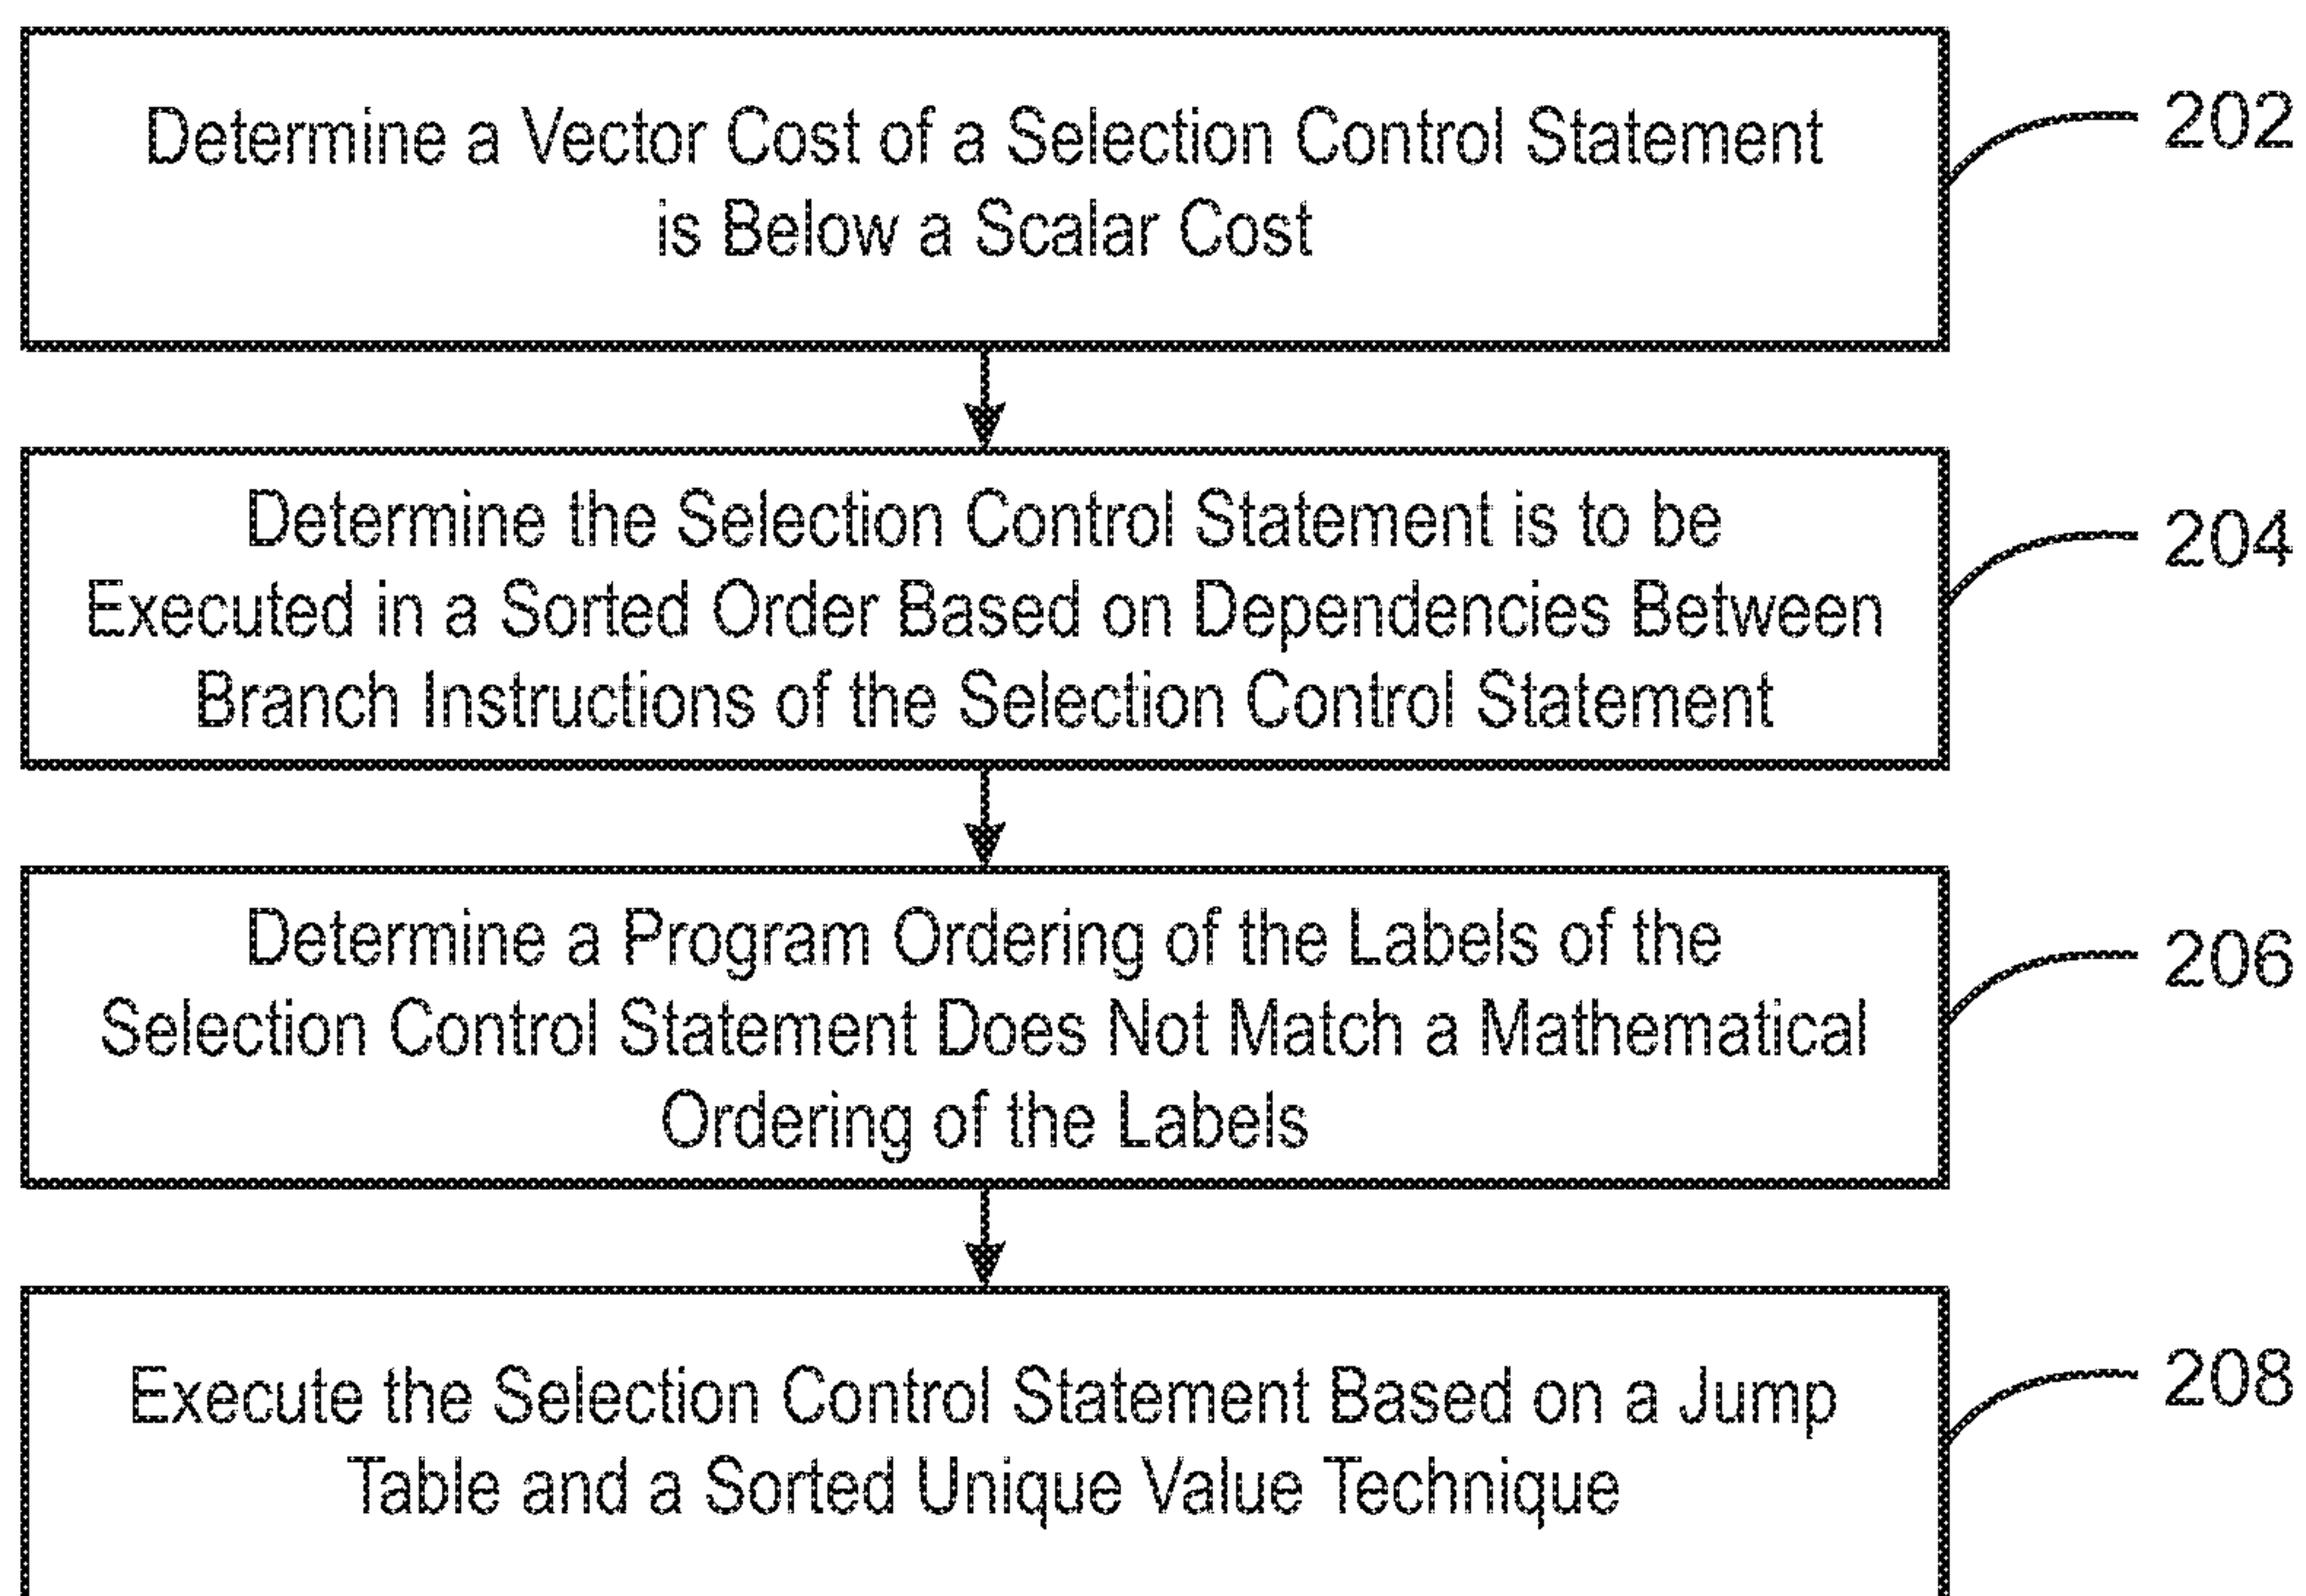 Determine a Vector Cost of a Selection Control Statement
is Below a Scalar Cost
202
Determine the Selection Control Statement is to be
Executed in a Sorted Order Based on Dependencies Between
Branch Instructions of the Selection Control Statement
204
Determine a Program Ordering of the Labels of the
Selection Control Statement Does Not Match a Mathematical
Ordering of the Labels
206
Execute the Selection Control Statement Based on a Jump
Table and a Sorted Unique Value Technique
208